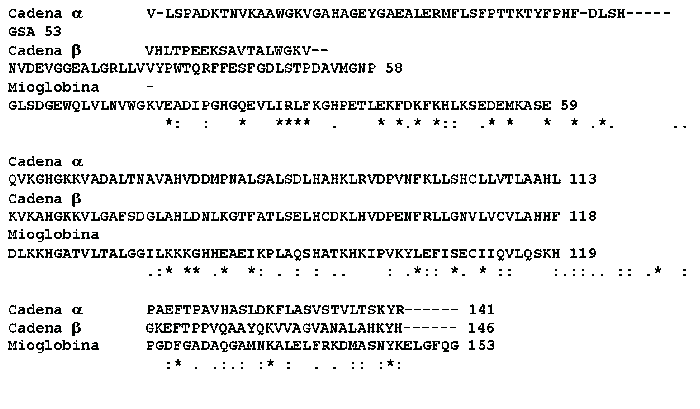 Cadena α V-LSPADKTNVKAAWGKVGAHAGEYGAEALERMFLSFPTTKTYFPHF-DLSH-----
GSA 53
Cadena β VHLTPEEKSAVTALWGKV--
NVDEVGGEALGRLLVVYPWTQRFFESFGDLSTPDAVMGNP 58
Mioglobina -
GLSDGEWQLVLNVWGKVEADIPGHGQEVLIRLFKGHPETLEKFDKFKHLKSEDEMKASE 59
*: : * **** . * *. * *:: .* * * * .*. ..
Cadena α
QVKGHGKKVADALTNAVAHVDDMPNALSALSDLHAHKLRVDPVNFKLLSHCLLVTLAAHL 113
Cadena β
KVKAHGKKVLGAFSDGLAHLDNLKGTFATLSELHCDKLHVDPENFRLLGNVLVCVLAHHF 118
Mioglobina
DLKKHGATVLTALGGILKKKGHHEAEIKPLAQSHATKHKIPVKYLEFISECIIQVLQSKH 119
.:* ** .* *: . : .. . *:: *. * :: :.::.. :: .* :
Cadena α PAEFTPAVHASLDKFLASVSTVLTSKYR------ 141
Cadena β GKEFTPPVQAAYQKVVAGVANALAHKYH------ 146
Mioglobina PGDFGADAQGAMNKALELFRKDMASNYKELGFQG 153
:* .:.: :* : . . :: :*: